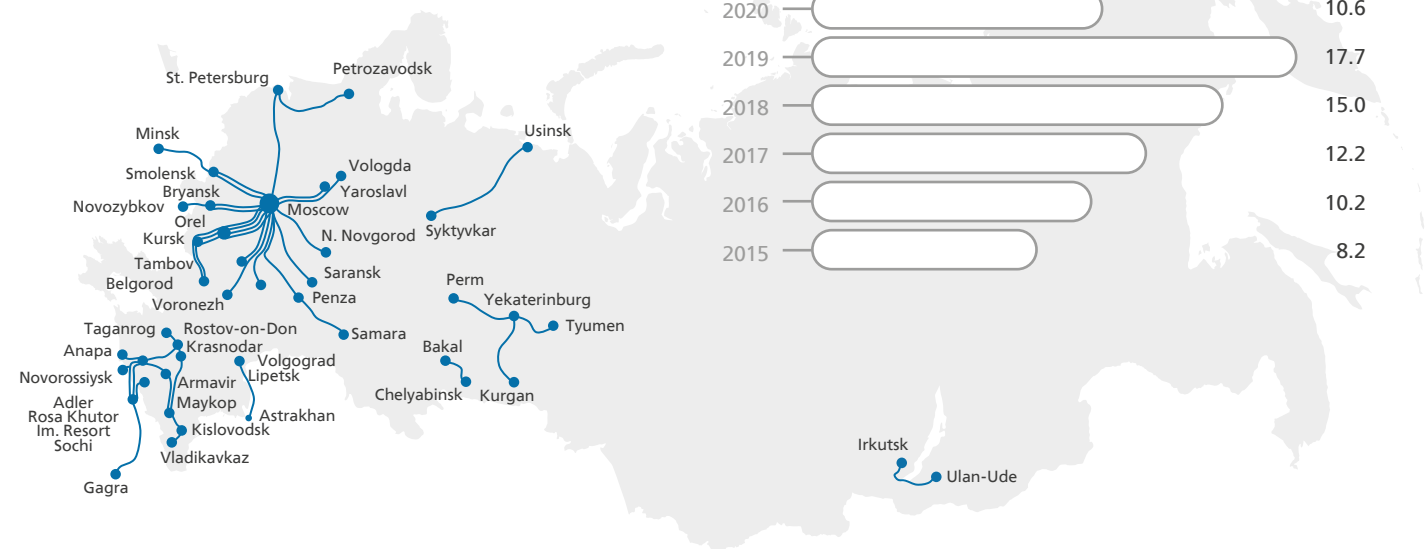 2020 10.6
2019 17.7
2018 15.0
2017 12.2
2016 10.2
2015 8.2
St. Petersburg
Petrozavodsk
Minsk
Usinsk
Smolensk
Vologda
Bryansk
Yaroslavl
Novozybkov
Moscow
Orel
Syktyvkar
Kursk
N. Novgorod
Tambov
Saransk
Belgorod
Voronezh
Penza
Perm
Yekaterinburg
Taganrog
Rostov-on-Don
Samara
Tyumen
Anapa
Krasnodar
Volgograd
Bakal
Novorossiysk
Lipetsk
Armavir
Chelyabinsk
Kurgan
Adler
Rosa Khutor
Im. Resort
Sochi
Maykop
Astrakhan
Kislovodsk
Vladikavkaz
Gagra
Irkutsk
Ulan-Ude